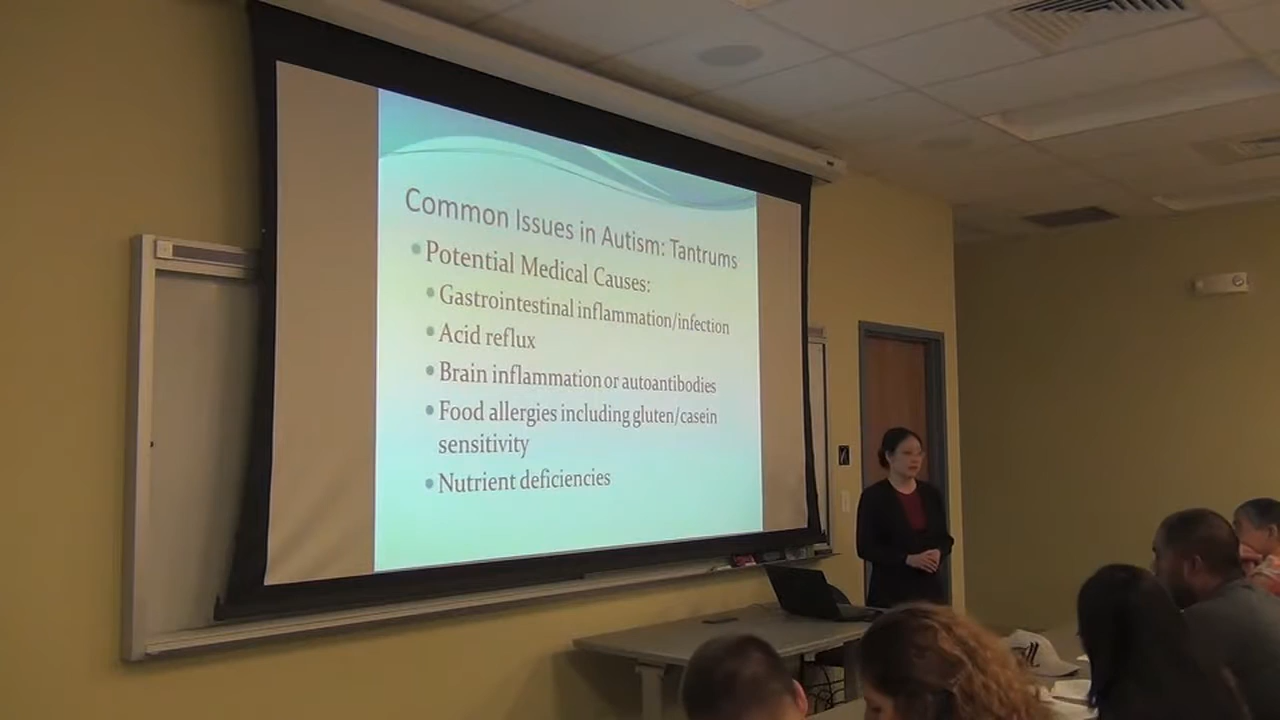 Common Issues in Autism: Tantrums
Potential Medical Causes:
Gastrointestinal inflammation/infection
Acid reflux
Brain inflammation or autoantibodies
Food allergies including gluten/casein
sensitivity
Nutrient deficiencies